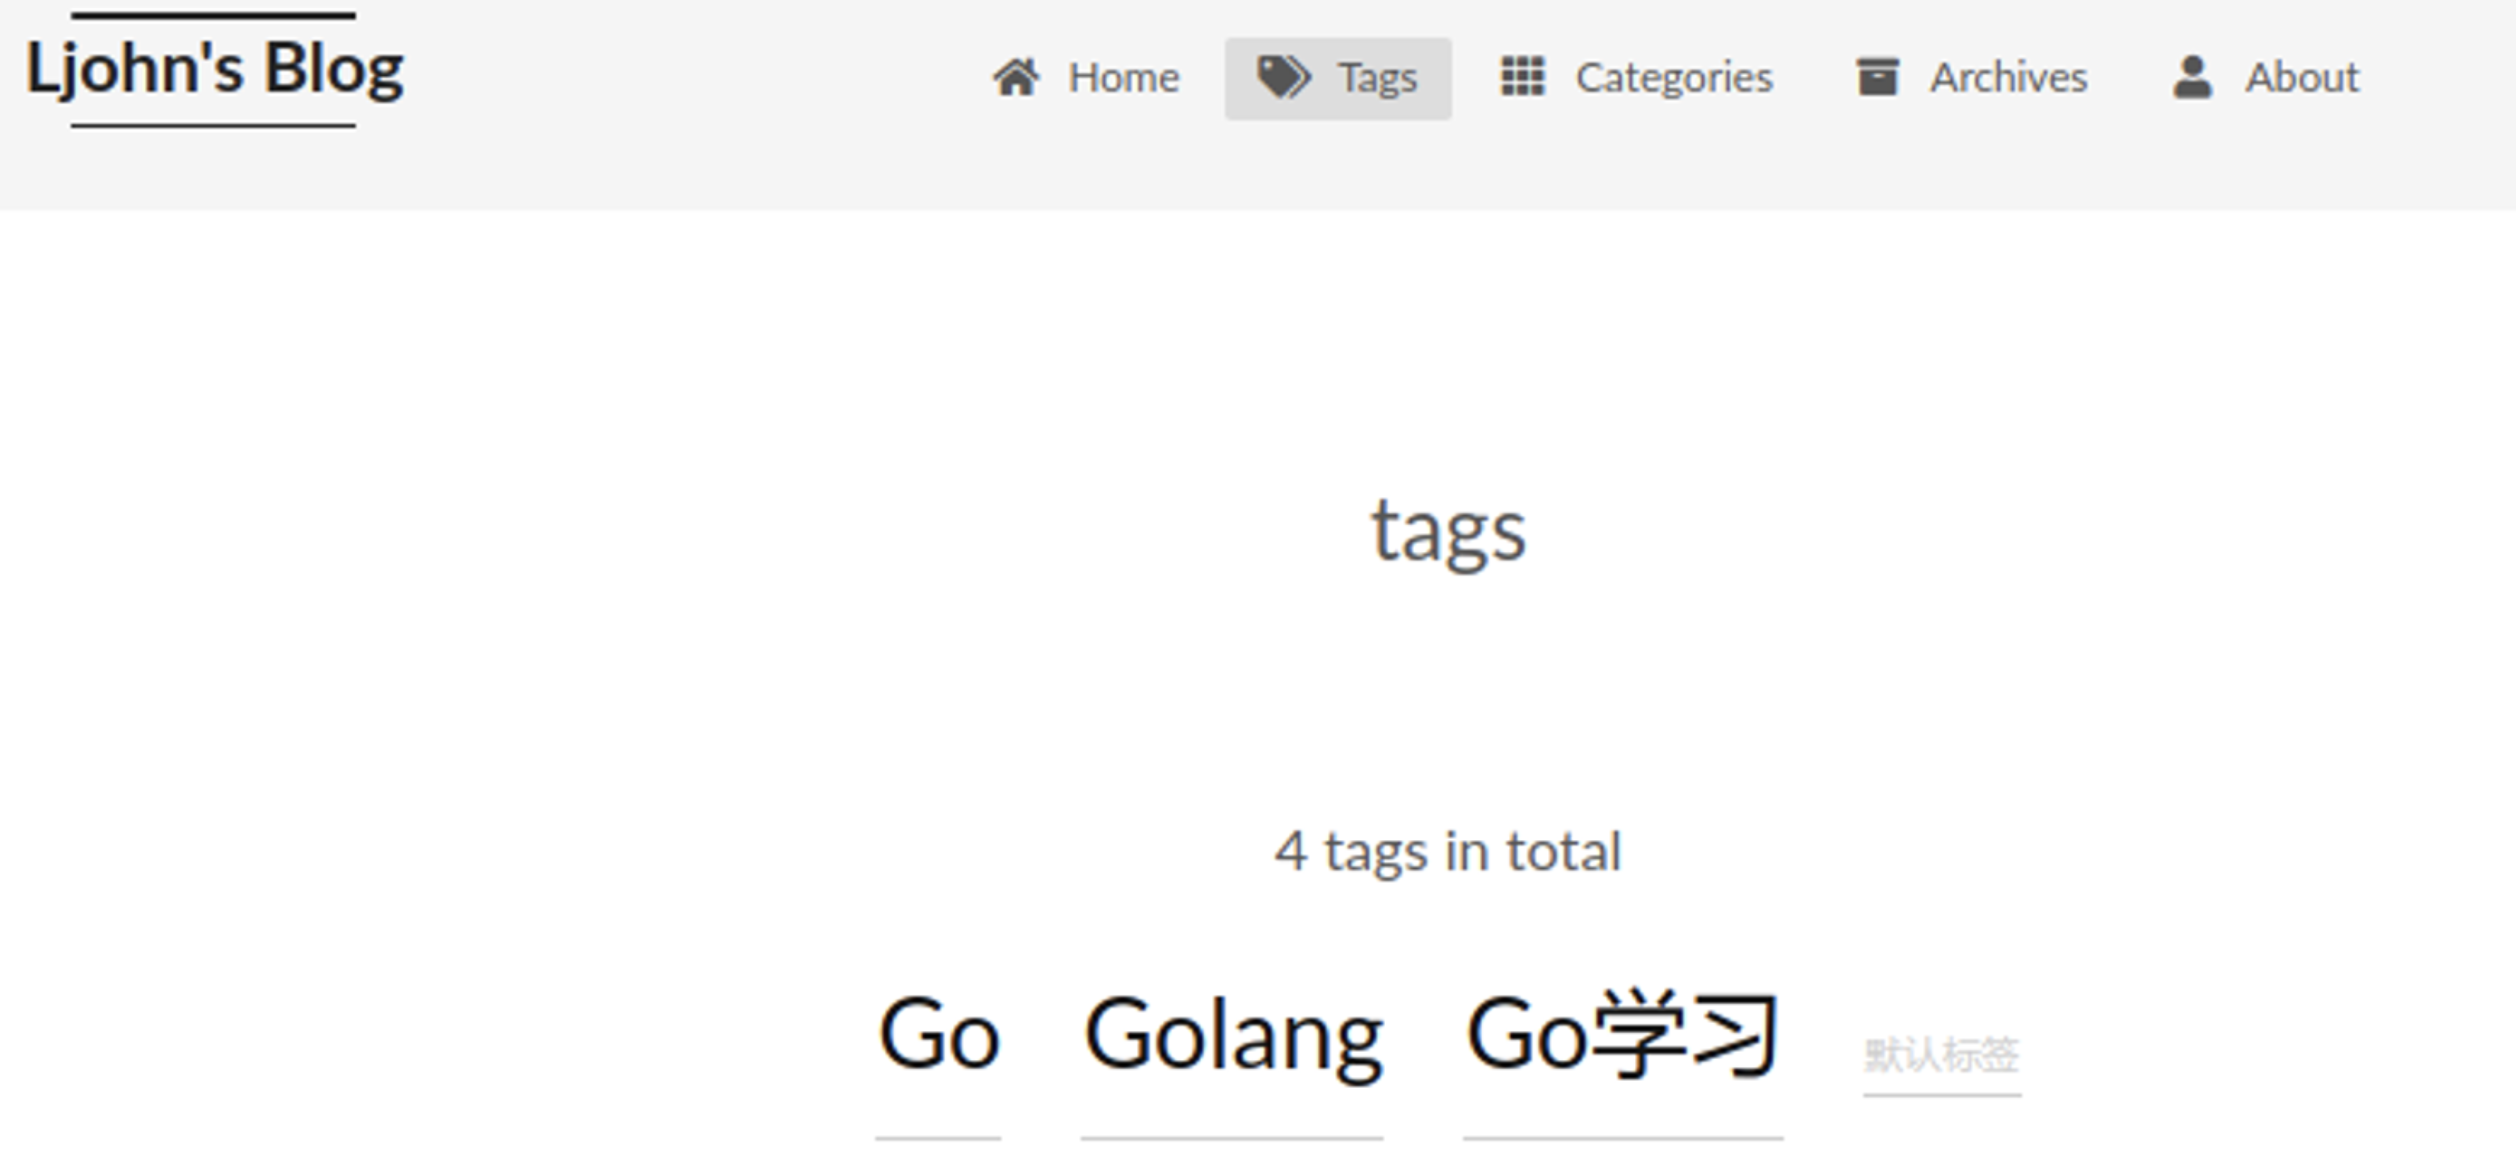 Ljohn's Blog
Home Tags Categories Archives About
tags
4 tags in total
Go Golang Go学习 默认标签